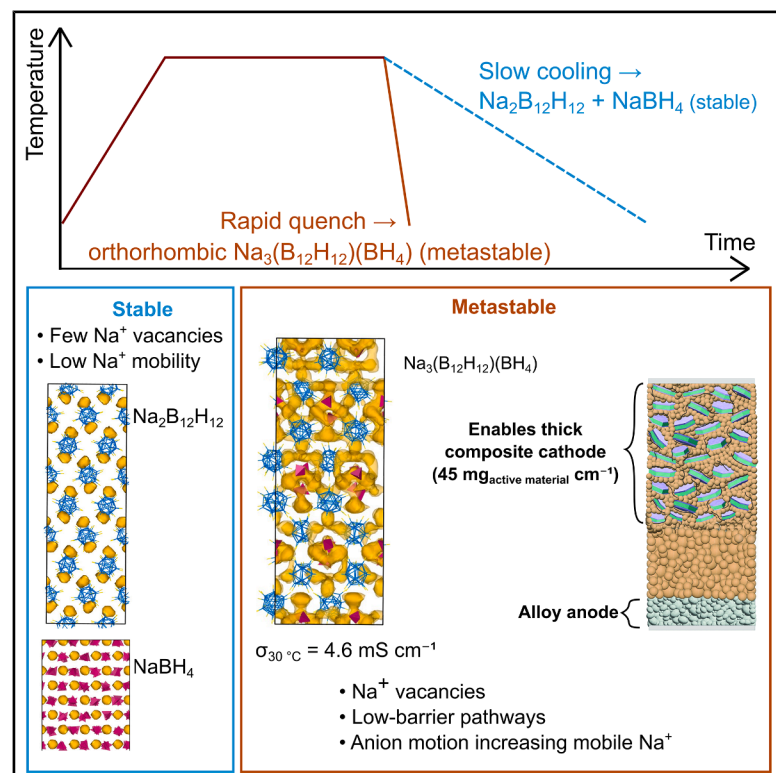 Temperature
Slow cooling →
Na₂B₁₂H₁₂ + NaBH₄ (stable)
Rapid quench →
orthorhombic Na₃(B₁₂H₁₂)(BH₄) (metastable)
Time
Stable
• Few Na⁺ vacancies
• Low Na⁺ mobility
Na₂B₁₂H₁₂
NaBH₄
Metastable
Na₃(B₁₂H₁₂)(BH₄)
Enables thick
composite cathode
(45 mg_active material cm⁻¹)
Alloy anode
σ₃₀ °C = 4.6 mS cm⁻¹
• Na⁺ vacancies
• Low-barrier pathways
• Anion motion increasing mobile Na⁺